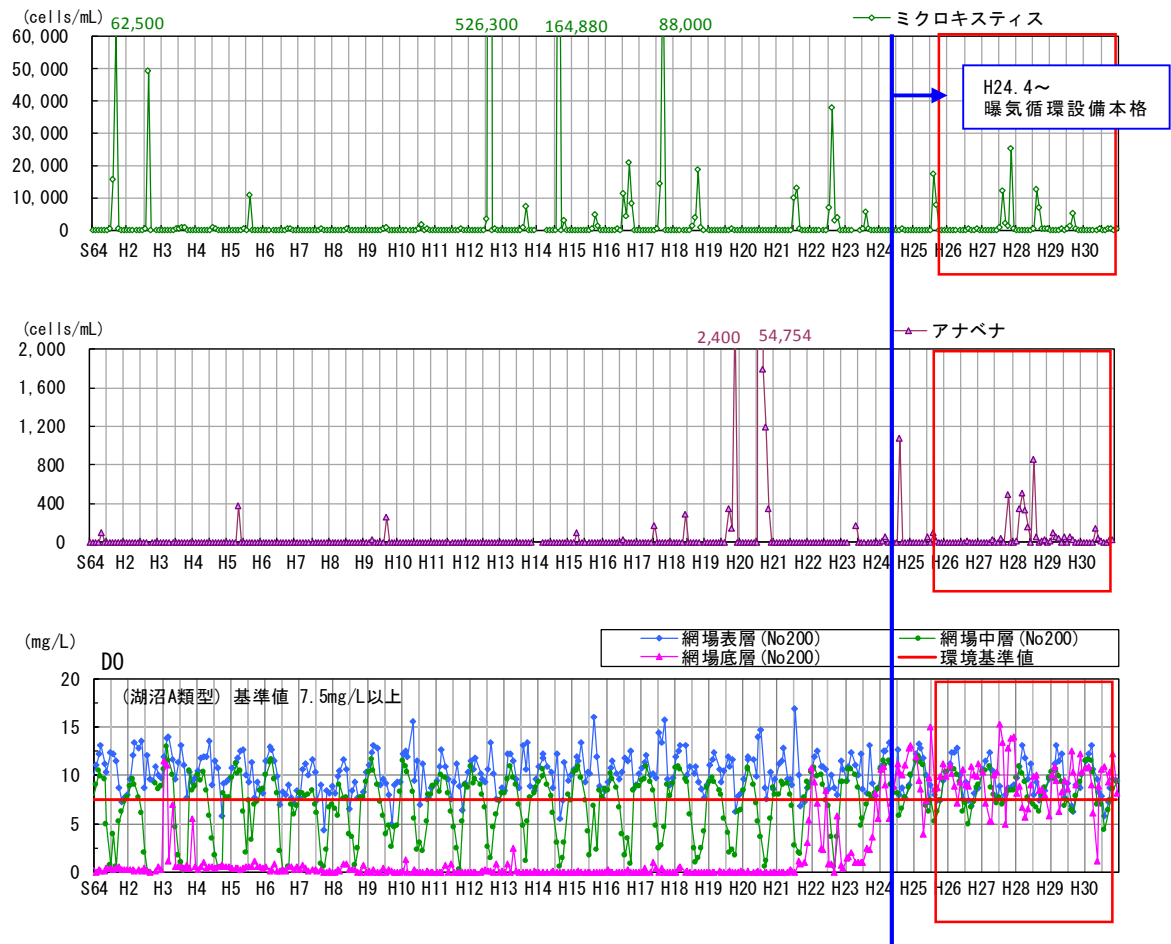 (cells/mL)
62,500
526,300
164,880
88,000
ミクロキスティス
60,000
50,000
40,000
30,000
20,000
10,000
0
H24.4～
曝気循環設備本格
S64 H2 H3 H4 H5 H6 H7 H8 H9 H10 H11 H12 H13 H14 H15 H16 H17 H18 H19 H20 H21 H22 H23 H24 H25 H26 H27 H28 H29 H30
(cells/mL)
2,400
54,754
アナベナ
2,000
1,600
1,200
800
400
0
S64 H2 H3 H4 H5 H6 H7 H8 H9 H10 H11 H12 H13 H14 H15 H16 H17 H18 H19 H20 H21 H22 H23 H24 H25 H26 H27 H28 H29 H30
(mg/L)
DO
網場表層(No200)
網場中層(No200)
網場底層(No200)
環境基準値
(湖沼A類型) 基準値 7.5mg/L以上
20
15
10
5
0
S64 H2 H3 H4 H5 H6 H7 H8 H9 H10 H11 H12 H13 H14 H15 H16 H17 H18 H19 H20 H21 H22 H23 H24 H25 H26 H27 H28 H29 H30